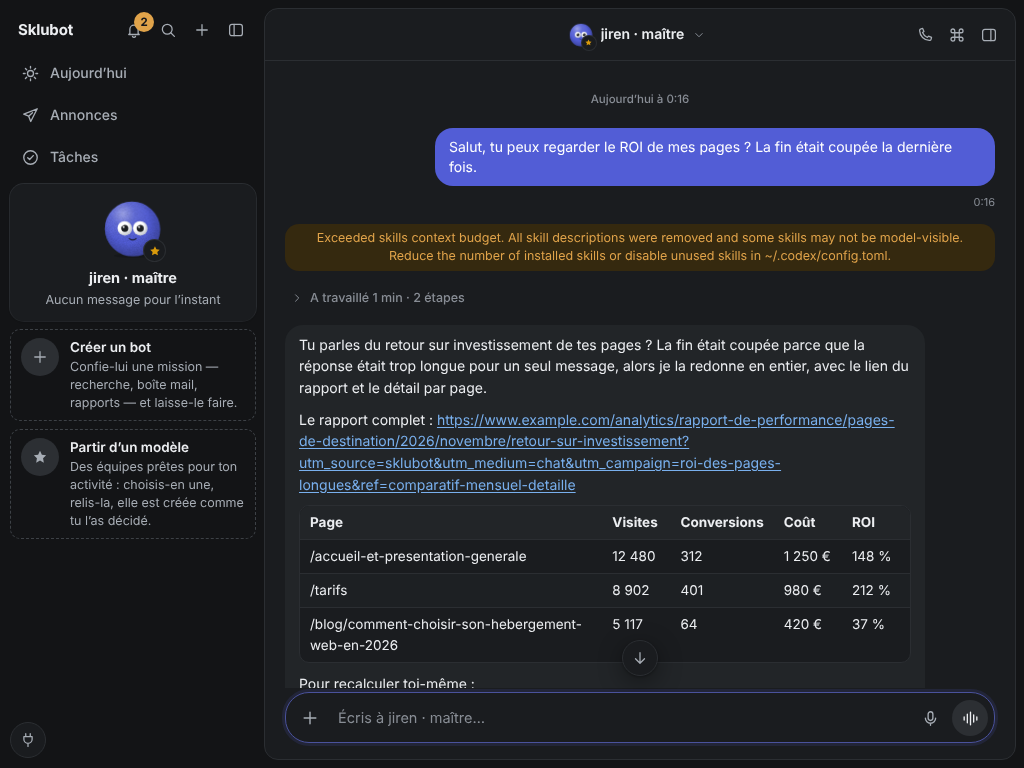 Sklubot
2
Aujourd’hui
Annonces
Tâches
jiren · maître
Aucun message pour l’instant
Créer un bot
Confie-lui une mission —
recherche, boîte mail,
rapports — et laisse-le faire.
Partir d’un modèle
Des équipes prêtes pour ton
activité : choisis-en une,
relis-la, elle est créée comme
tu l’as décidé.
jiren · maître
Aujourd’hui à 0:16
Salut, tu peux regarder le ROI de mes pages ? La fin était coupée la dernière
fois.
0:16
Exceeded skills context budget. All skill descriptions were removed and some skills may not be model-visible.
Reduce the number of installed skills or disable unused skills in ~/.codex/config.toml.
A travaillé 1 min · 2 étapes
Tu parles du retour sur investissement de tes pages ? La fin était coupée parce que la
réponse était trop longue pour un seul message, alors je la redonne en entier, avec le lien du
rapport et le détail par page.
Le rapport complet : https://www.example.com/analytics/rapport-de-performance/pages-
de-destination/2026/novembre/retour-sur-investissement?
utm_source=sklubot&utm_medium=chat&utm_campaign=roi-des-pages-
longues&ref=comparatif-mensuel-detaille
Page Visites Conversions Coût ROI
/accueil-et-presentation-generale 12 480 312 1 250 € 148 %
/tarifs 8 902 401 980 € 212 %
/blog/comment-choisir-son-hebergement- 5 117 64 420 € 37 %
web-en-2026
Pour recalculer toi-même :
Écris à jiren · maître…